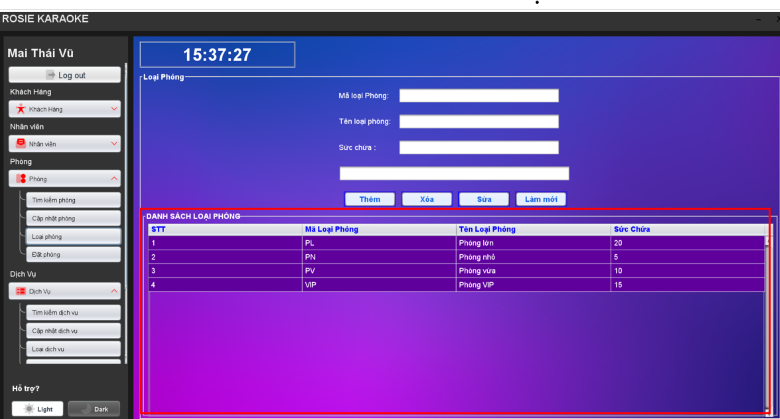 ROSIE KARAOKE
Mai Thái Vũ
Log out
Khách Hàng
Khách Hàng
Nhân viên
Nhân viên
Phòng
Phòng
Tìm kiếm phòng
Cập nhật phòng
Loại phòng
Đặt phòng
Dịch Vụ
Dịch Vụ
Tìm kiếm dịch vu
Cập nhật dịch vu
Loại dịch vu
Hỗ trợ?
Light Dark
15:37:27
Loại Phòng
Mã loại Phòng:
Tên loại phòng:
Sức chứa :
Thêm Xóa Sửa Làm mới
DANH SÁCH LOẠI PHÒNG
STT Mã Loại Phòng Tên Loại Phòng Sức Chứa
1 PL Phòng lớn 20
2 PN Phòng nhỏ 5
3 PV Phòng vừa 10
4 VIP Phòng VIP 15